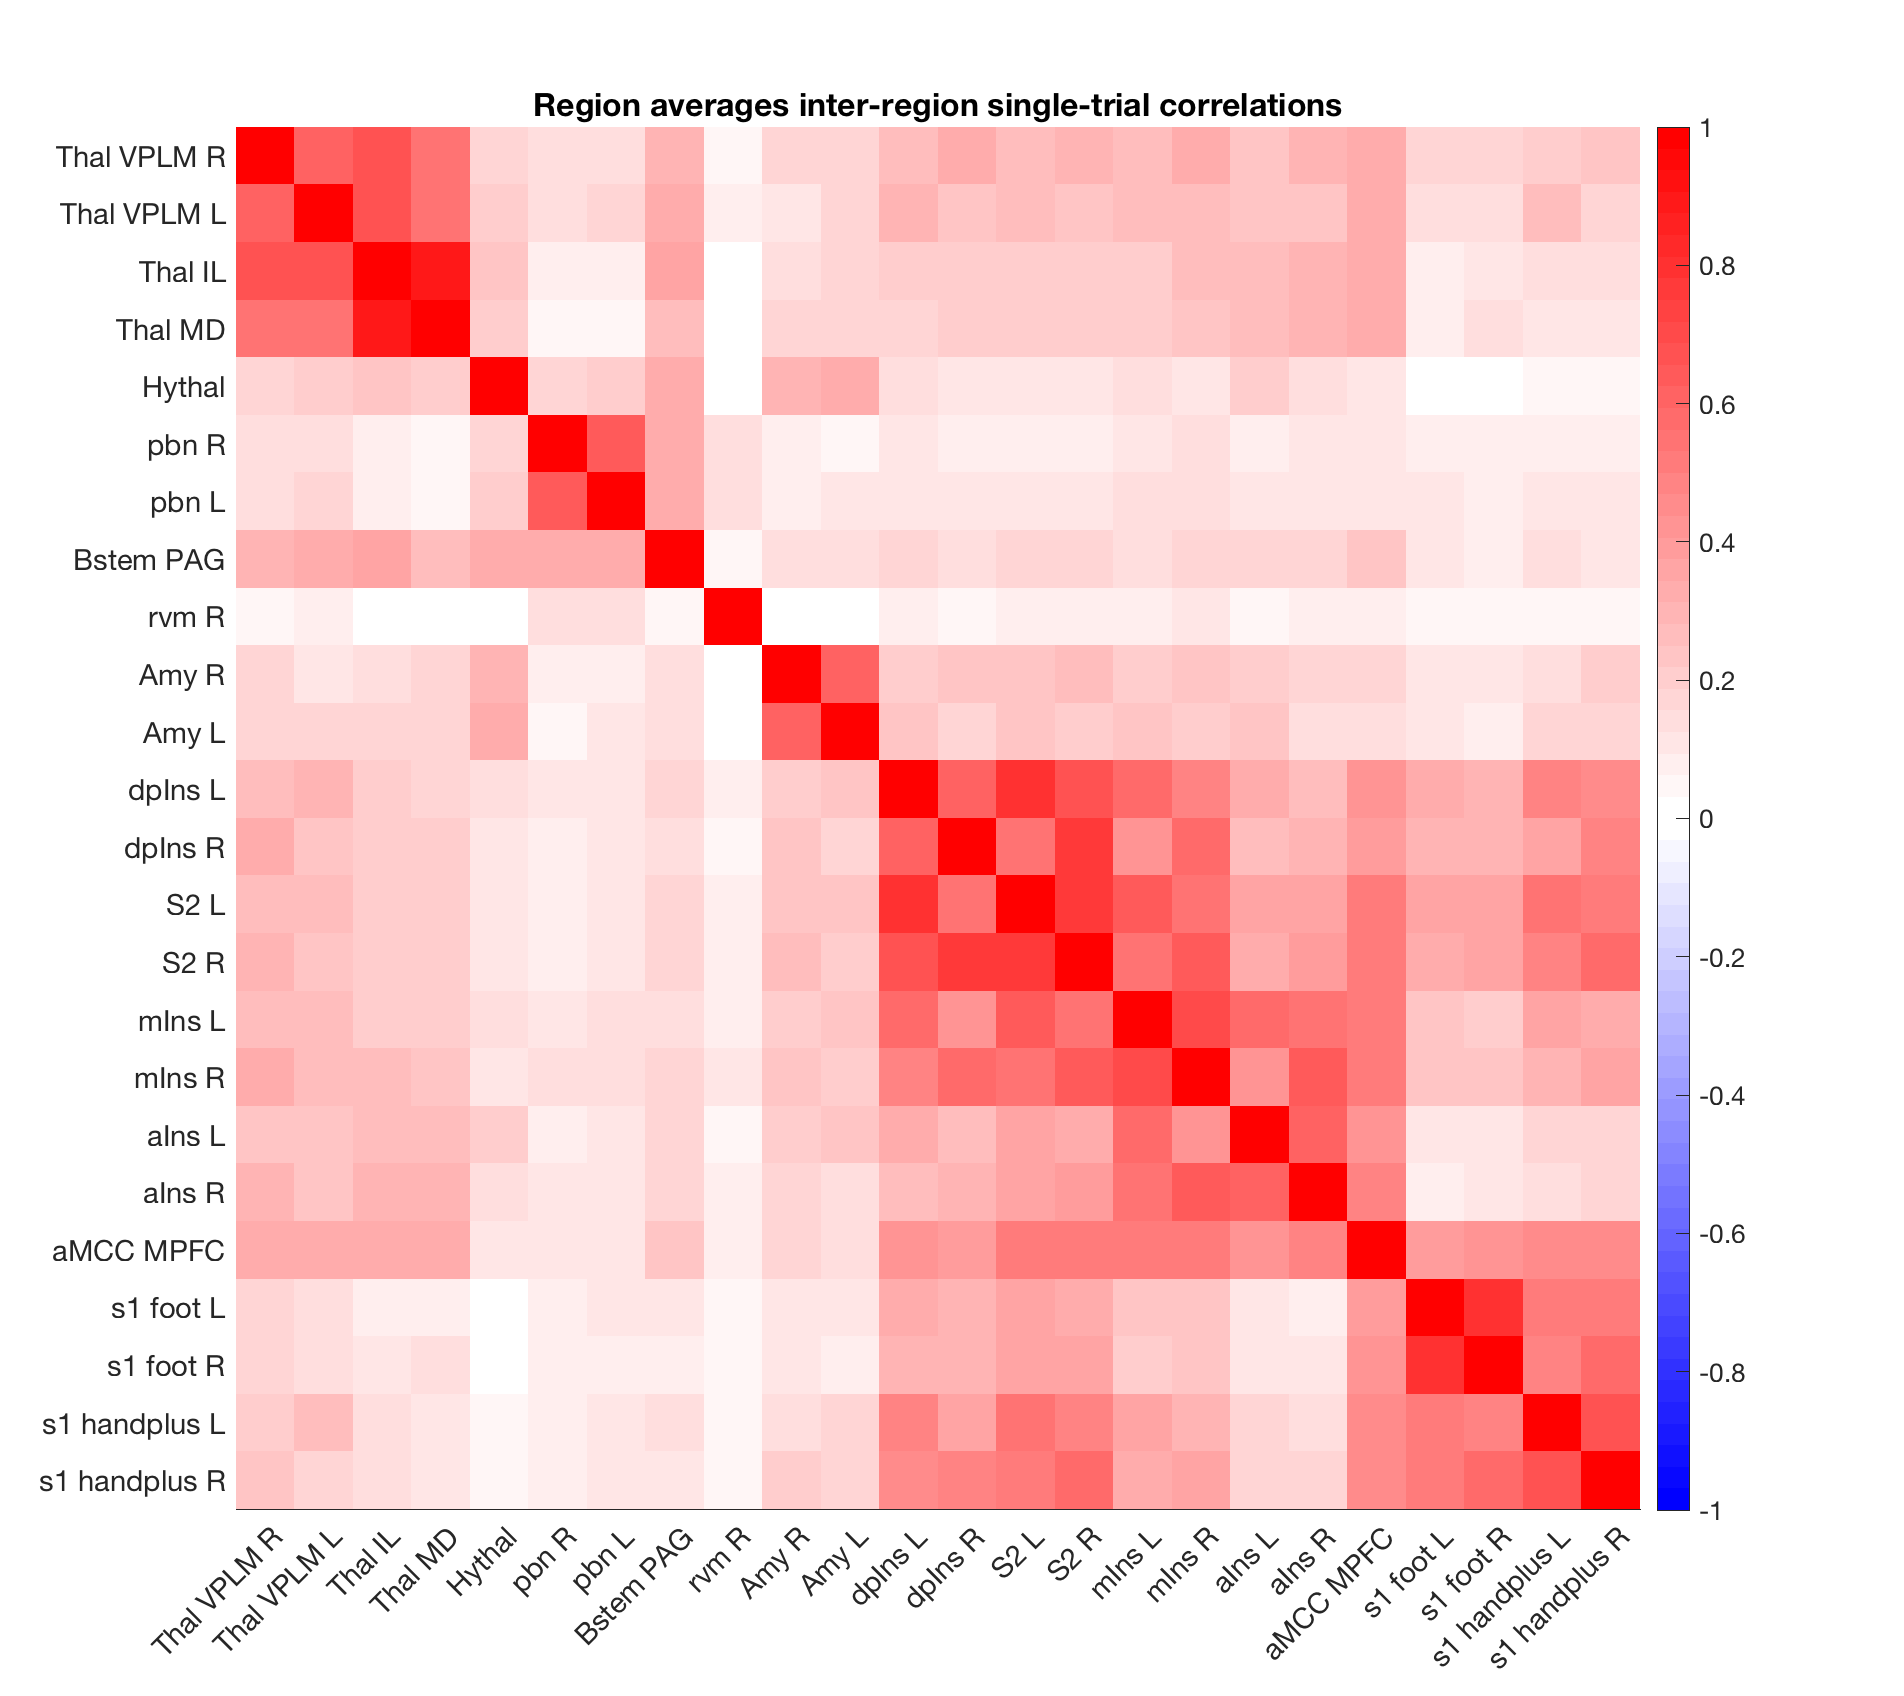 Region averages inter-region single-trial correlations
Thal VPLM R
Thal VPLM L
Thal IL
Thal MD
Hythal
pbn R
pbn L
Bstem PAG
rvm R
Amy R
Amy L
dpIns L
dpIns R
S2 L
S2 R
mIns L
mIns R
aIns L
aIns R
aMCC MPFC
s1 foot L
s1 foot R
s1 handplus L
s1 handplus R
1
0.8
0.6
0.4
0.2
0
-0.2
-0.4
-0.6
-0.8
-1
Thal VPLM R
Thal VPLM L
Thal IL
Thal MD
Hythal
pbn R
pbn L
Bstem PAG
rvm R
Amy R
Amy L
dpIns L
dpIns R
S2 L
S2 R
mIns L
mIns R
aIns L
aIns R
aMCC MPFC
s1 foot L
s1 foot R
s1 handplus L
s1 handplus R